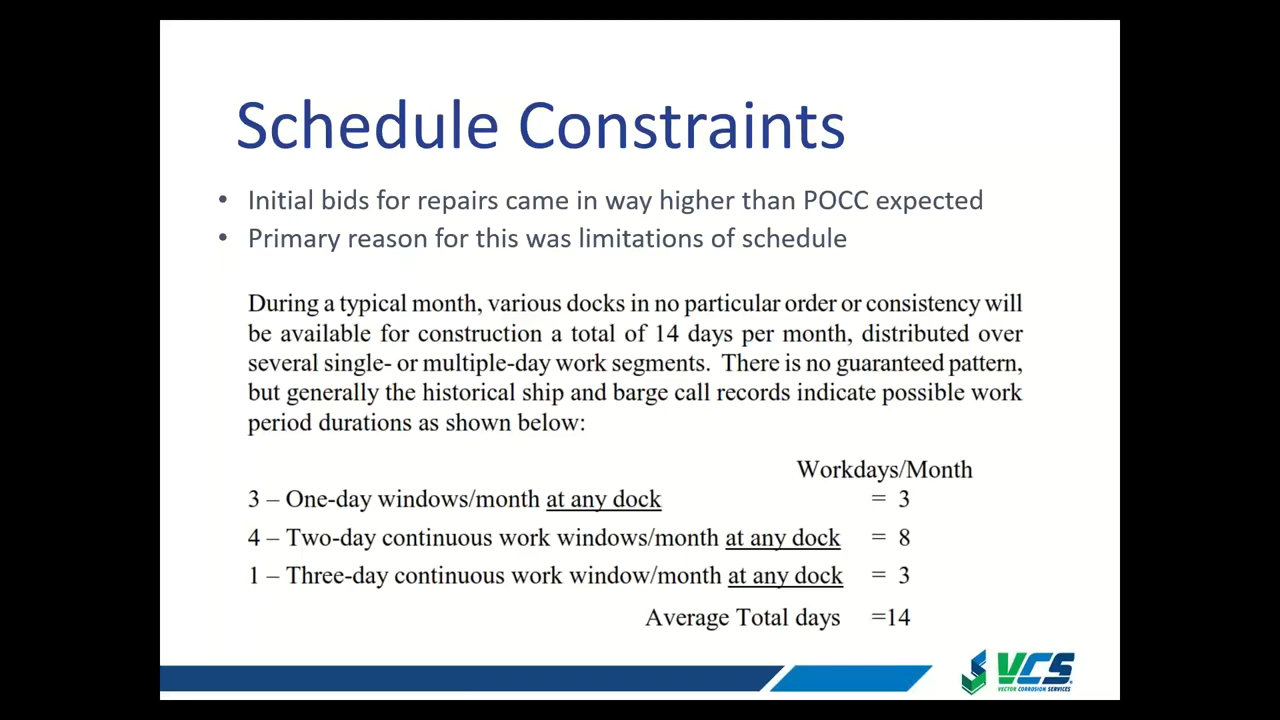 Schedule Constraints
• Initial bids for repairs came in way higher than POCC expected
• Primary reason for this was limitations of schedule
During a typical month, various docks in no particular order or consistency will
be available for construction a total of 14 days per month, distributed over
several single- or multiple-day work segments. There is no guaranteed pattern,
but generally the historical ship and barge call records indicate possible work
period durations as shown below:
Workdays/Month
3 – One-day windows/month at any dock = 3
4 – Two-day continuous work windows/month at any dock = 8
1 – Three-day continuous work window/month at any dock = 3
Average Total days =14
VCS
VECTOR CORROSION SERVICES